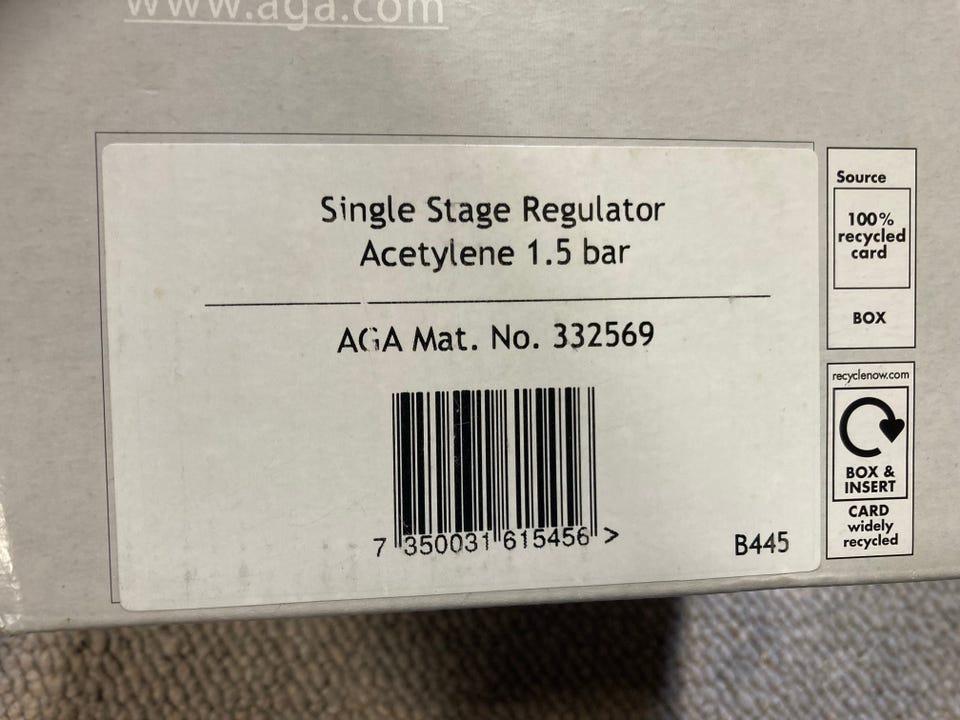 www.aga.com
Single Stage Regulator
Acetylene 1.5 bar
AGA Mat. No. 332569
7 350031 615456 >
B445
Source
100%
recycled
card
BOX
recyclenow.com
BOX &
INSERT
CARD
widely
recycled